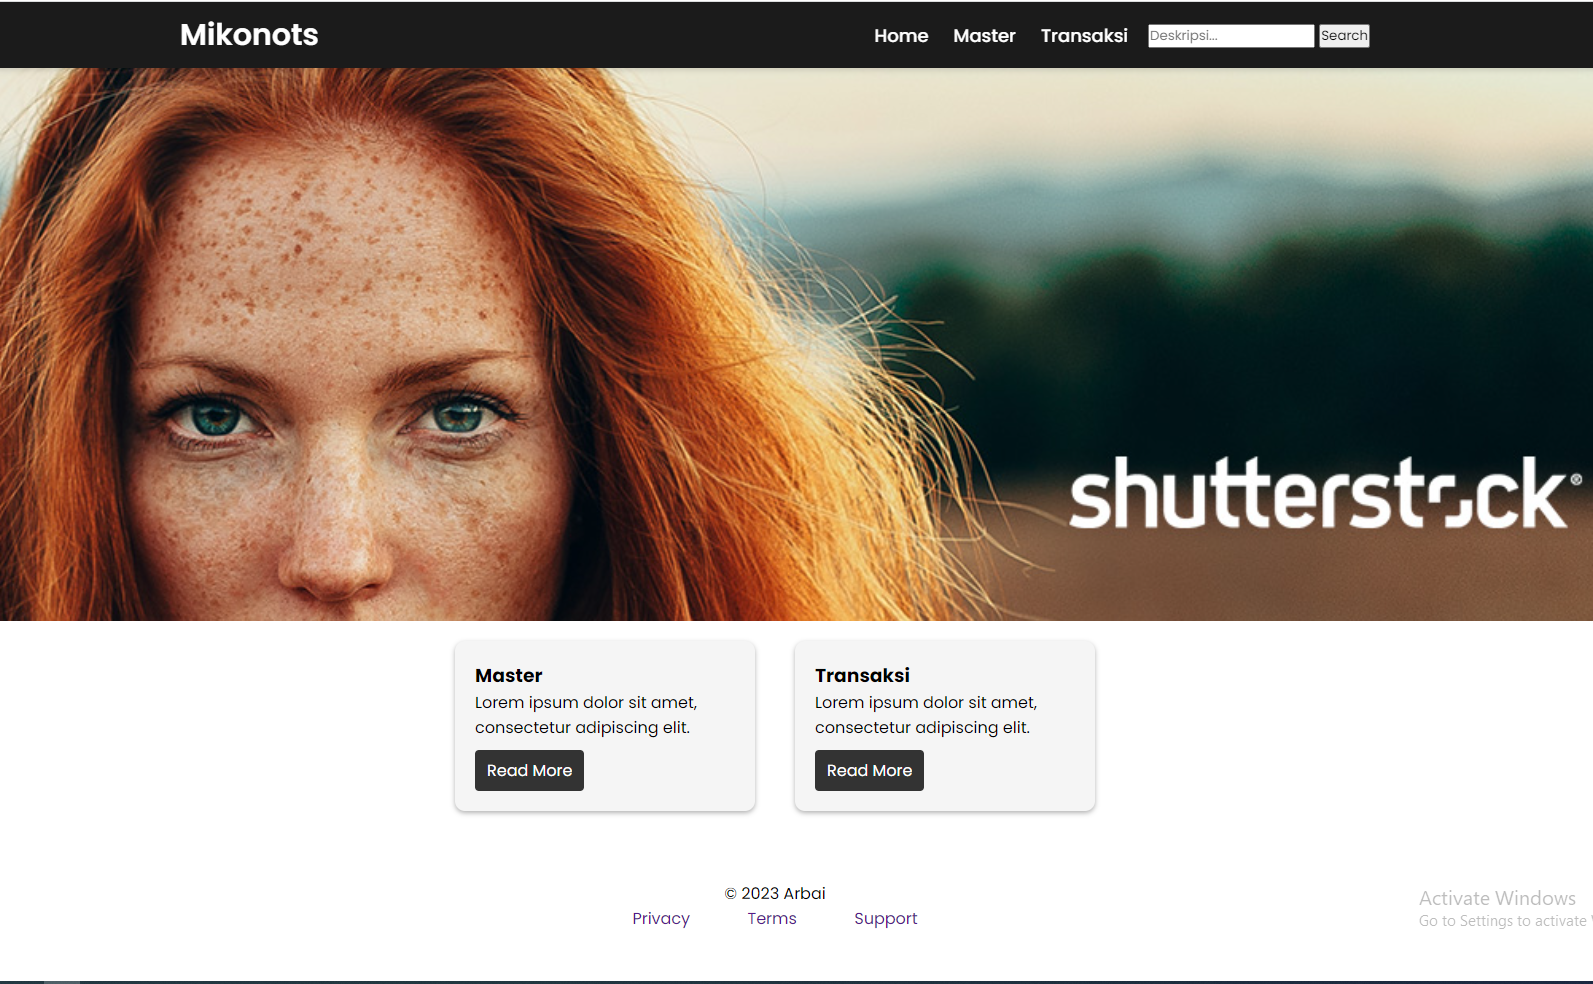 Mikonots
Home Master Transaksi Deskripsi... Search
shutterstock®
Master
Lorem ipsum dolor sit amet,
consectetur adipiscing elit.
Read More
Transaksi
Lorem ipsum dolor sit amet,
consectetur adipiscing elit.
Read More
© 2023 Arbai
Privacy Terms Support
Activate Windows
Go to Settings to activate